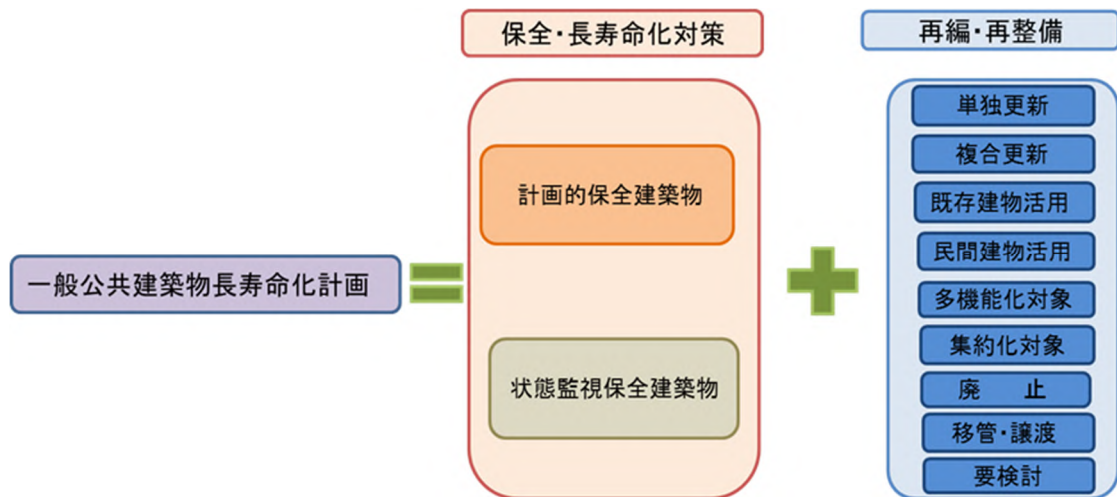 保全・長寿命化対策
再編・再整備
一般公共建築物長寿命化計画
=
計画的保全建築物
状態監視保全建築物
+
単独更新
複合更新
既存建物活用
民間建物活用
多機能化対象
集約化対象
廃　止
移管・譲渡
要検討